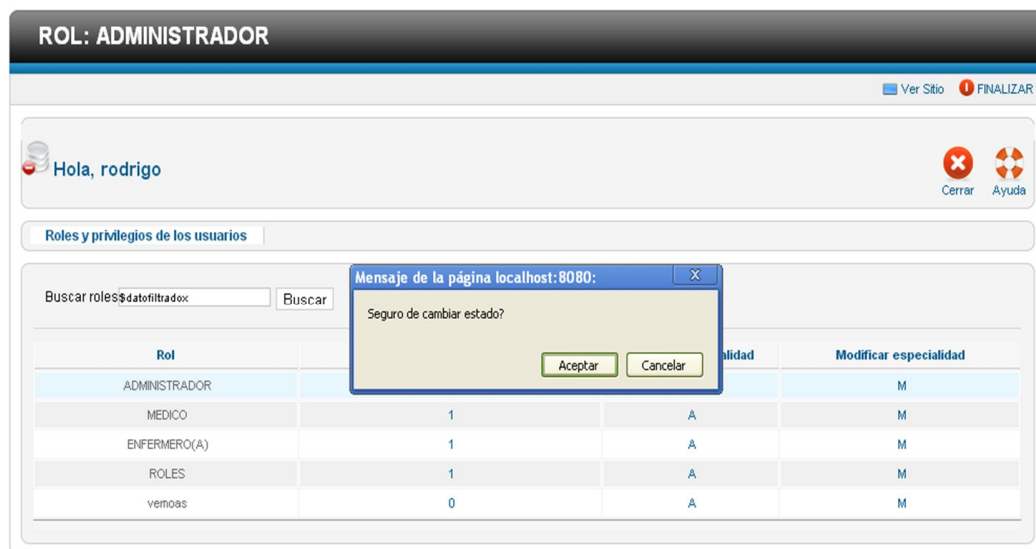 ROL: ADMINISTRADOR
Ver Sitio FINALIZAR
Hola, rodrigo
Cerrar Ayuda
Roles y privilegios de los usuarios
Buscar roles $datofiltradox Buscar
Mensaje de la página localhost:8080: X
Seguro de cambiar estado?
Aceptar Cancelar
Rol Modificar especialidad
ADMINISTRADOR M
MEDICO 1 A M
ENFERMERO(A) 1 A M
ROLES 1 A M
vernoas 0 A M